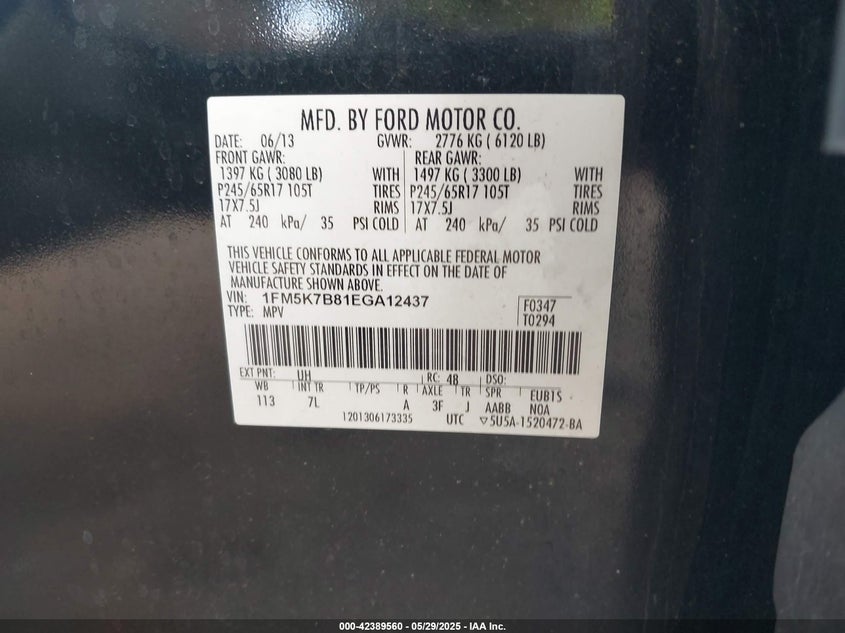 MFD. BY FORD MOTOR CO.
DATE: 06/13 GVWR: 2776 KG ( 6120 LB)
FRONT GAWR: REAR GAWR:
1397 KG ( 3080 LB) WITH 1497 KG ( 3300 LB) WITH
P245/65R17 105T TIRES P245/65R17 105T TIRES
17X7.5J RIMS 17X7.5J RIMS
AT 240 kPa/ 35 PSI COLD AT 240 kPa/ 35 PSI COLD
THIS VEHICLE CONFORMS TO ALL APPLICABLE FEDERAL MOTOR
VEHICLE SAFETY STANDARDS IN EFFECT ON THE DATE OF
MANUFACTURE SHOWN ABOVE.
VIN: 1FM5K7B81EGA12437 F0347
TYPE: MPV T0294
EXT PNT: UH RC: 48 DSO:
WB INT TR TP/PS R AXLE TR SPR EUB1S
113 7L A 3F J AABB NOA
1201306173335 UTC ▽5U5A-1520472-BA
000-42389560 - 05/29/2025 - IAA Inc.